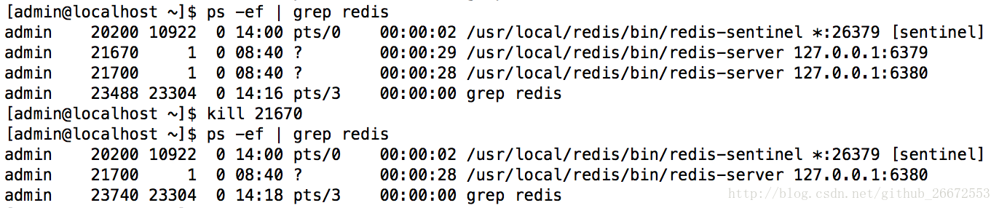 [admin@localhost ~]$ ps -ef | grep redis
admin    20200 10922  0 14:00 pts/0    00:00:02 /usr/local/redis/bin/redis-sentinel *:26379 [sentinel]
admin    21670     1  0 08:40 ?        00:00:29 /usr/local/redis/bin/redis-server 127.0.0.1:6379
admin    21700     1  0 08:40 ?        00:00:28 /usr/local/redis/bin/redis-server 127.0.0.1:6380
admin    23488 23304  0 14:16 pts/3    00:00:00 grep redis
[admin@localhost ~]$ kill 21670
[admin@localhost ~]$ ps -ef | grep redis
admin    20200 10922  0 14:00 pts/0    00:00:02 /usr/local/redis/bin/redis-sentinel *:26379 [sentinel]
admin    21700     1  0 08:40 ?        00:00:28 /usr/local/redis/bin/redis-server 127.0.0.1:6380
admin    23740 23304  0 14:18 pts/3    00:00:00 grep redis
http://blog.csdn.net/github_26672553